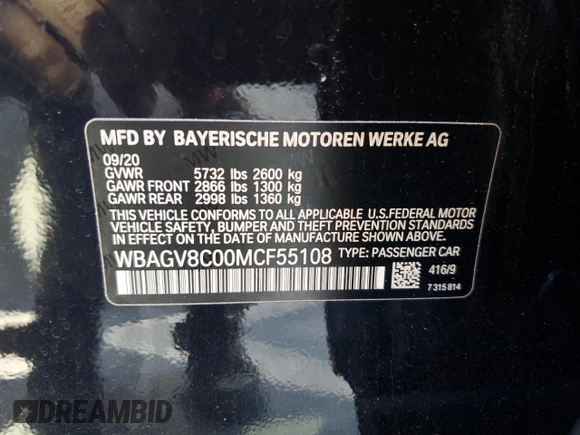 MFD BY BAYERISCHE MOTOREN WERKE AG
09/20
GVWR 5732 lbs 2600 kg
GAWR FRONT 2866 lbs 1300 kg
GAWR REAR 2998 lbs 1360 kg
THIS VEHICLE CONFORMS TO ALL APPLICABLE U.S.FEDERAL MOTOR
VEHICLE SAFETY, BUMPER AND THEFT PREVENTION STANDARDS
IN EFFECT ON THE DATE OF MANUFACTURE SHOWN ABOVE.
WBAGV8C00MCF55108 TYPE: PASSENGER CAR
416/9
7 315 814
DREAMBID